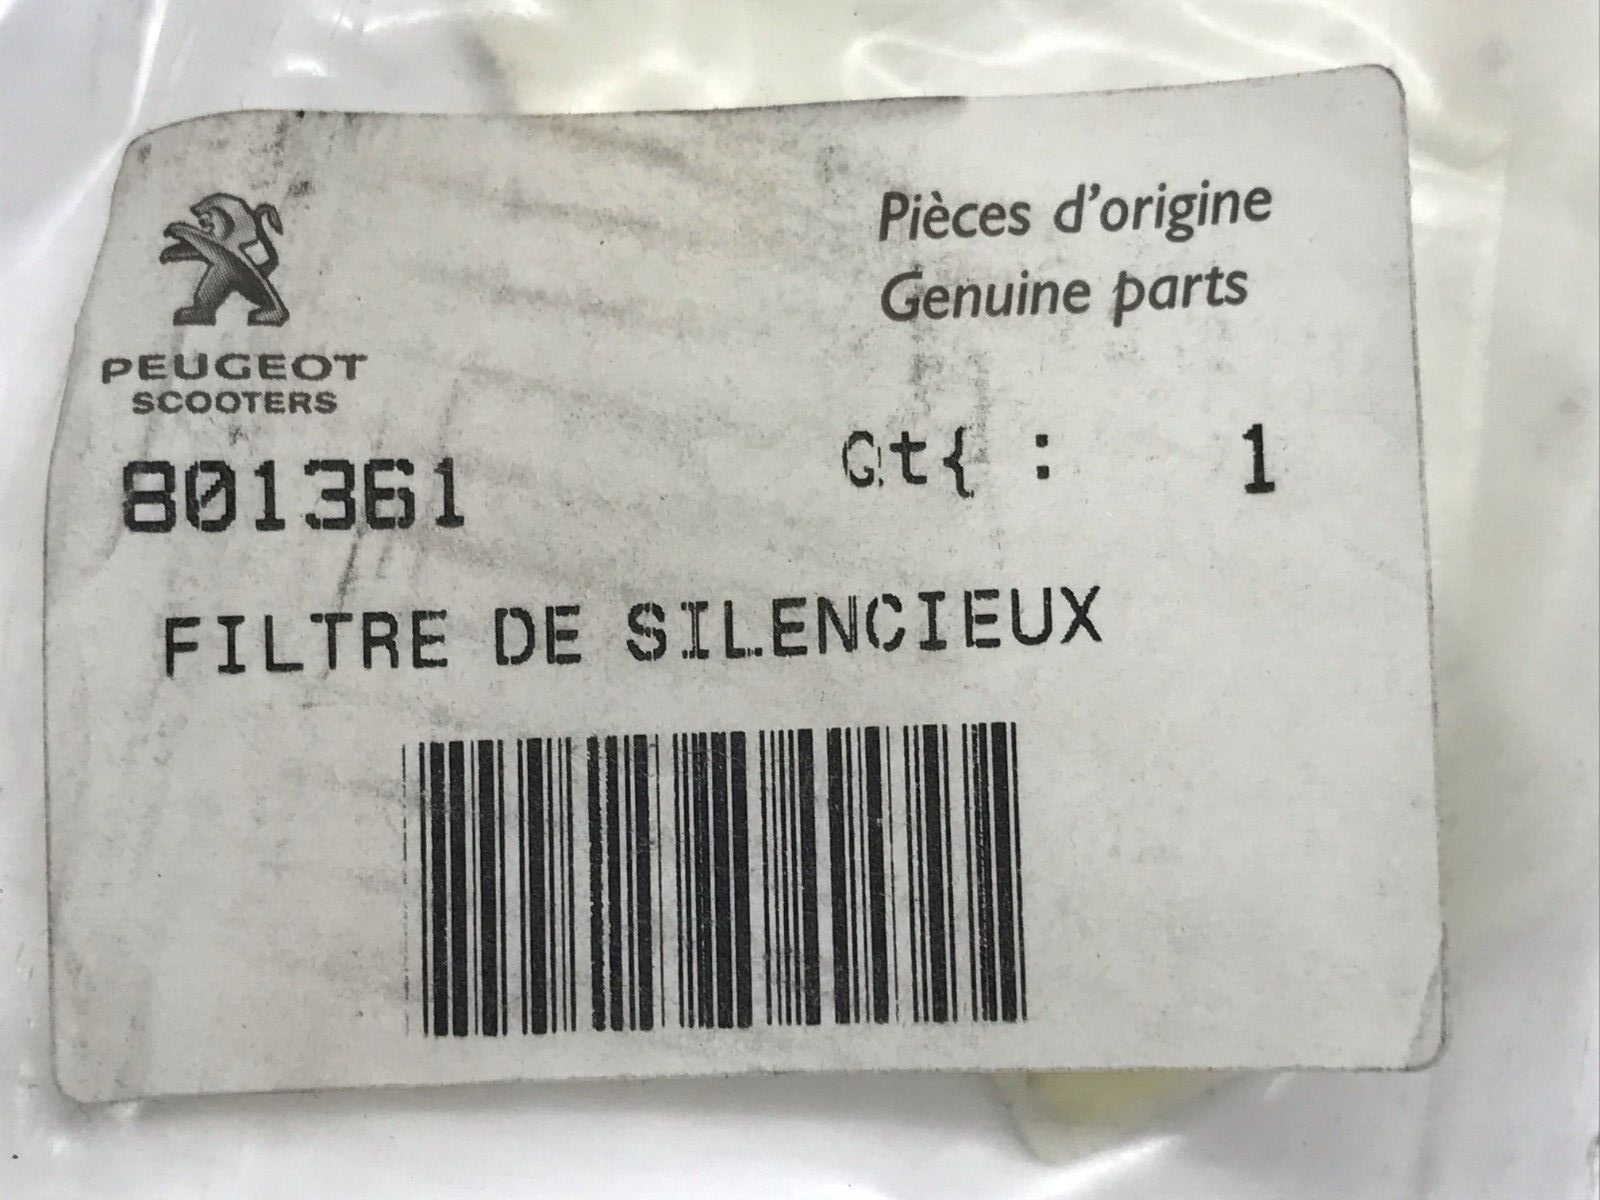 Pièces d'origine
Genuine parts
PEUGEOT
SCOOTERS
801361
Qt{ : 1
FILTRE DE SILENCIEUX